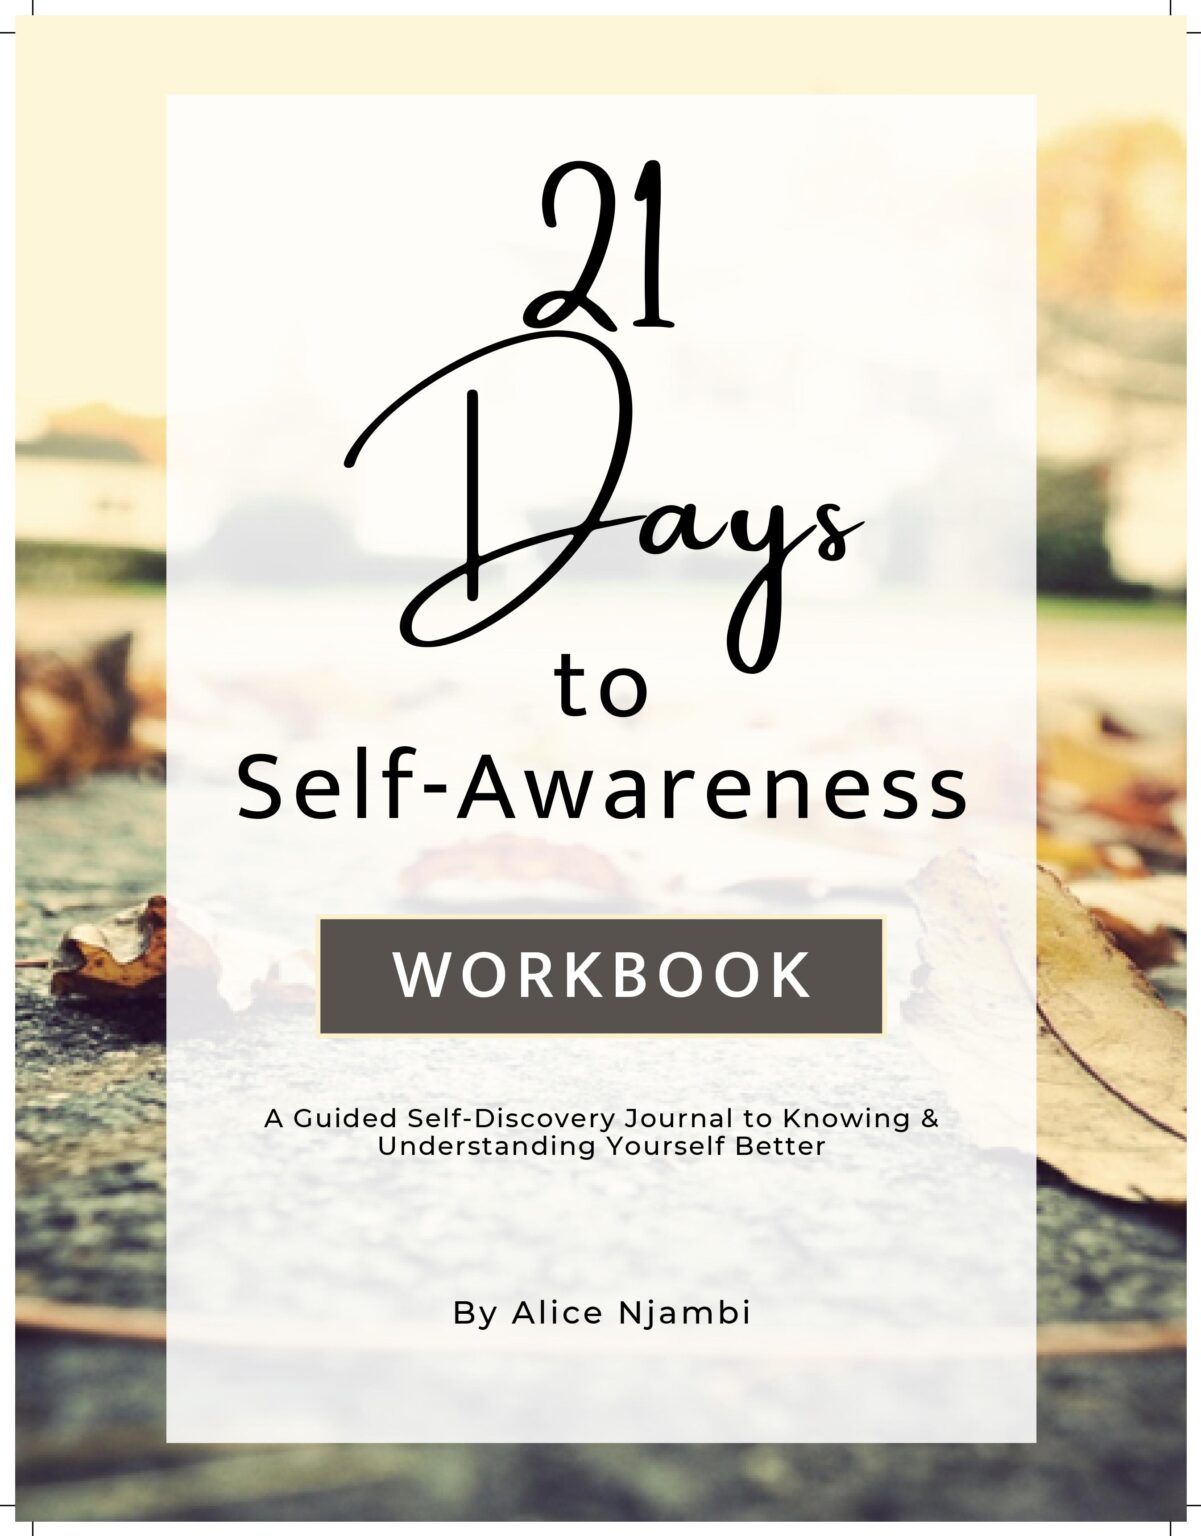 21
Days
to
Self-Awareness
WORKBOOK
A Guided Self-Discovery Journal to Knowing &
Understanding Yourself Better
By Alice Njambi